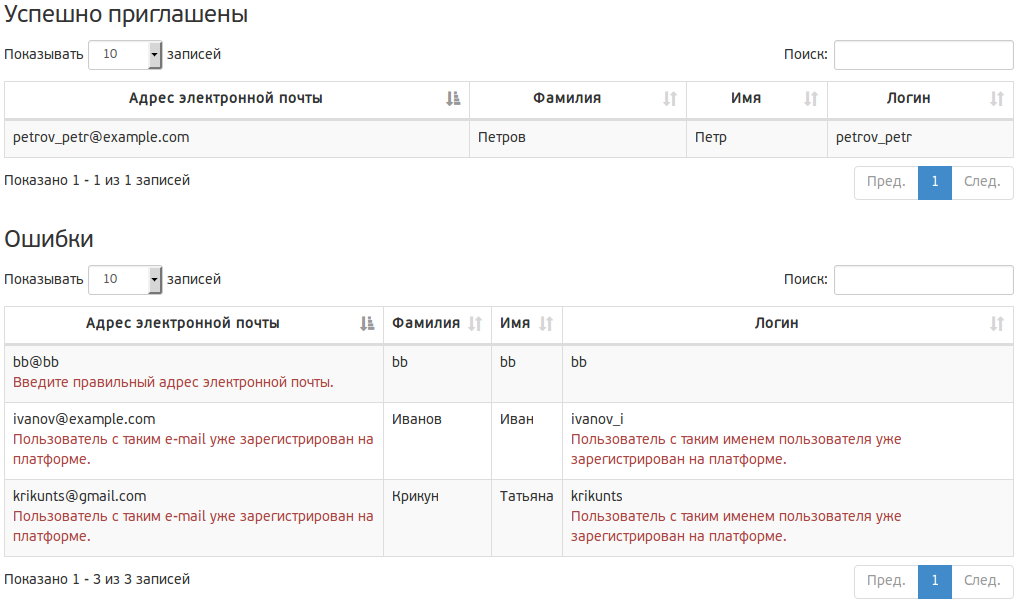 Успешно приглашены
Показывать 10 записей Поиск:
Адрес электронной почты Фамилия Имя Логин
petrov_petr@example.com Петров Петр petrov_petr
Показано 1 - 1 из 1 записей Пред. 1 След.
Ошибки
Показывать 10 записей Поиск:
Адрес электронной почты Фамилия Имя Логин
bb@bb bb bb bb
Введите правильный адрес электронной почты.
ivanov@example.com Иванов Иван ivanov_i
Пользователь с таким e-mail уже зарегистрирован на Пользователь с таким именем пользователя уже
платформе. зарегистрирован на платформе.
krikunts@gmail.com Крикун Татьяна krikunts
Пользователь с таким e-mail уже зарегистрирован на Пользователь с таким именем пользователя уже
платформе. зарегистрирован на платформе.
Показано 1 - 3 из 3 записей Пред. 1 След.